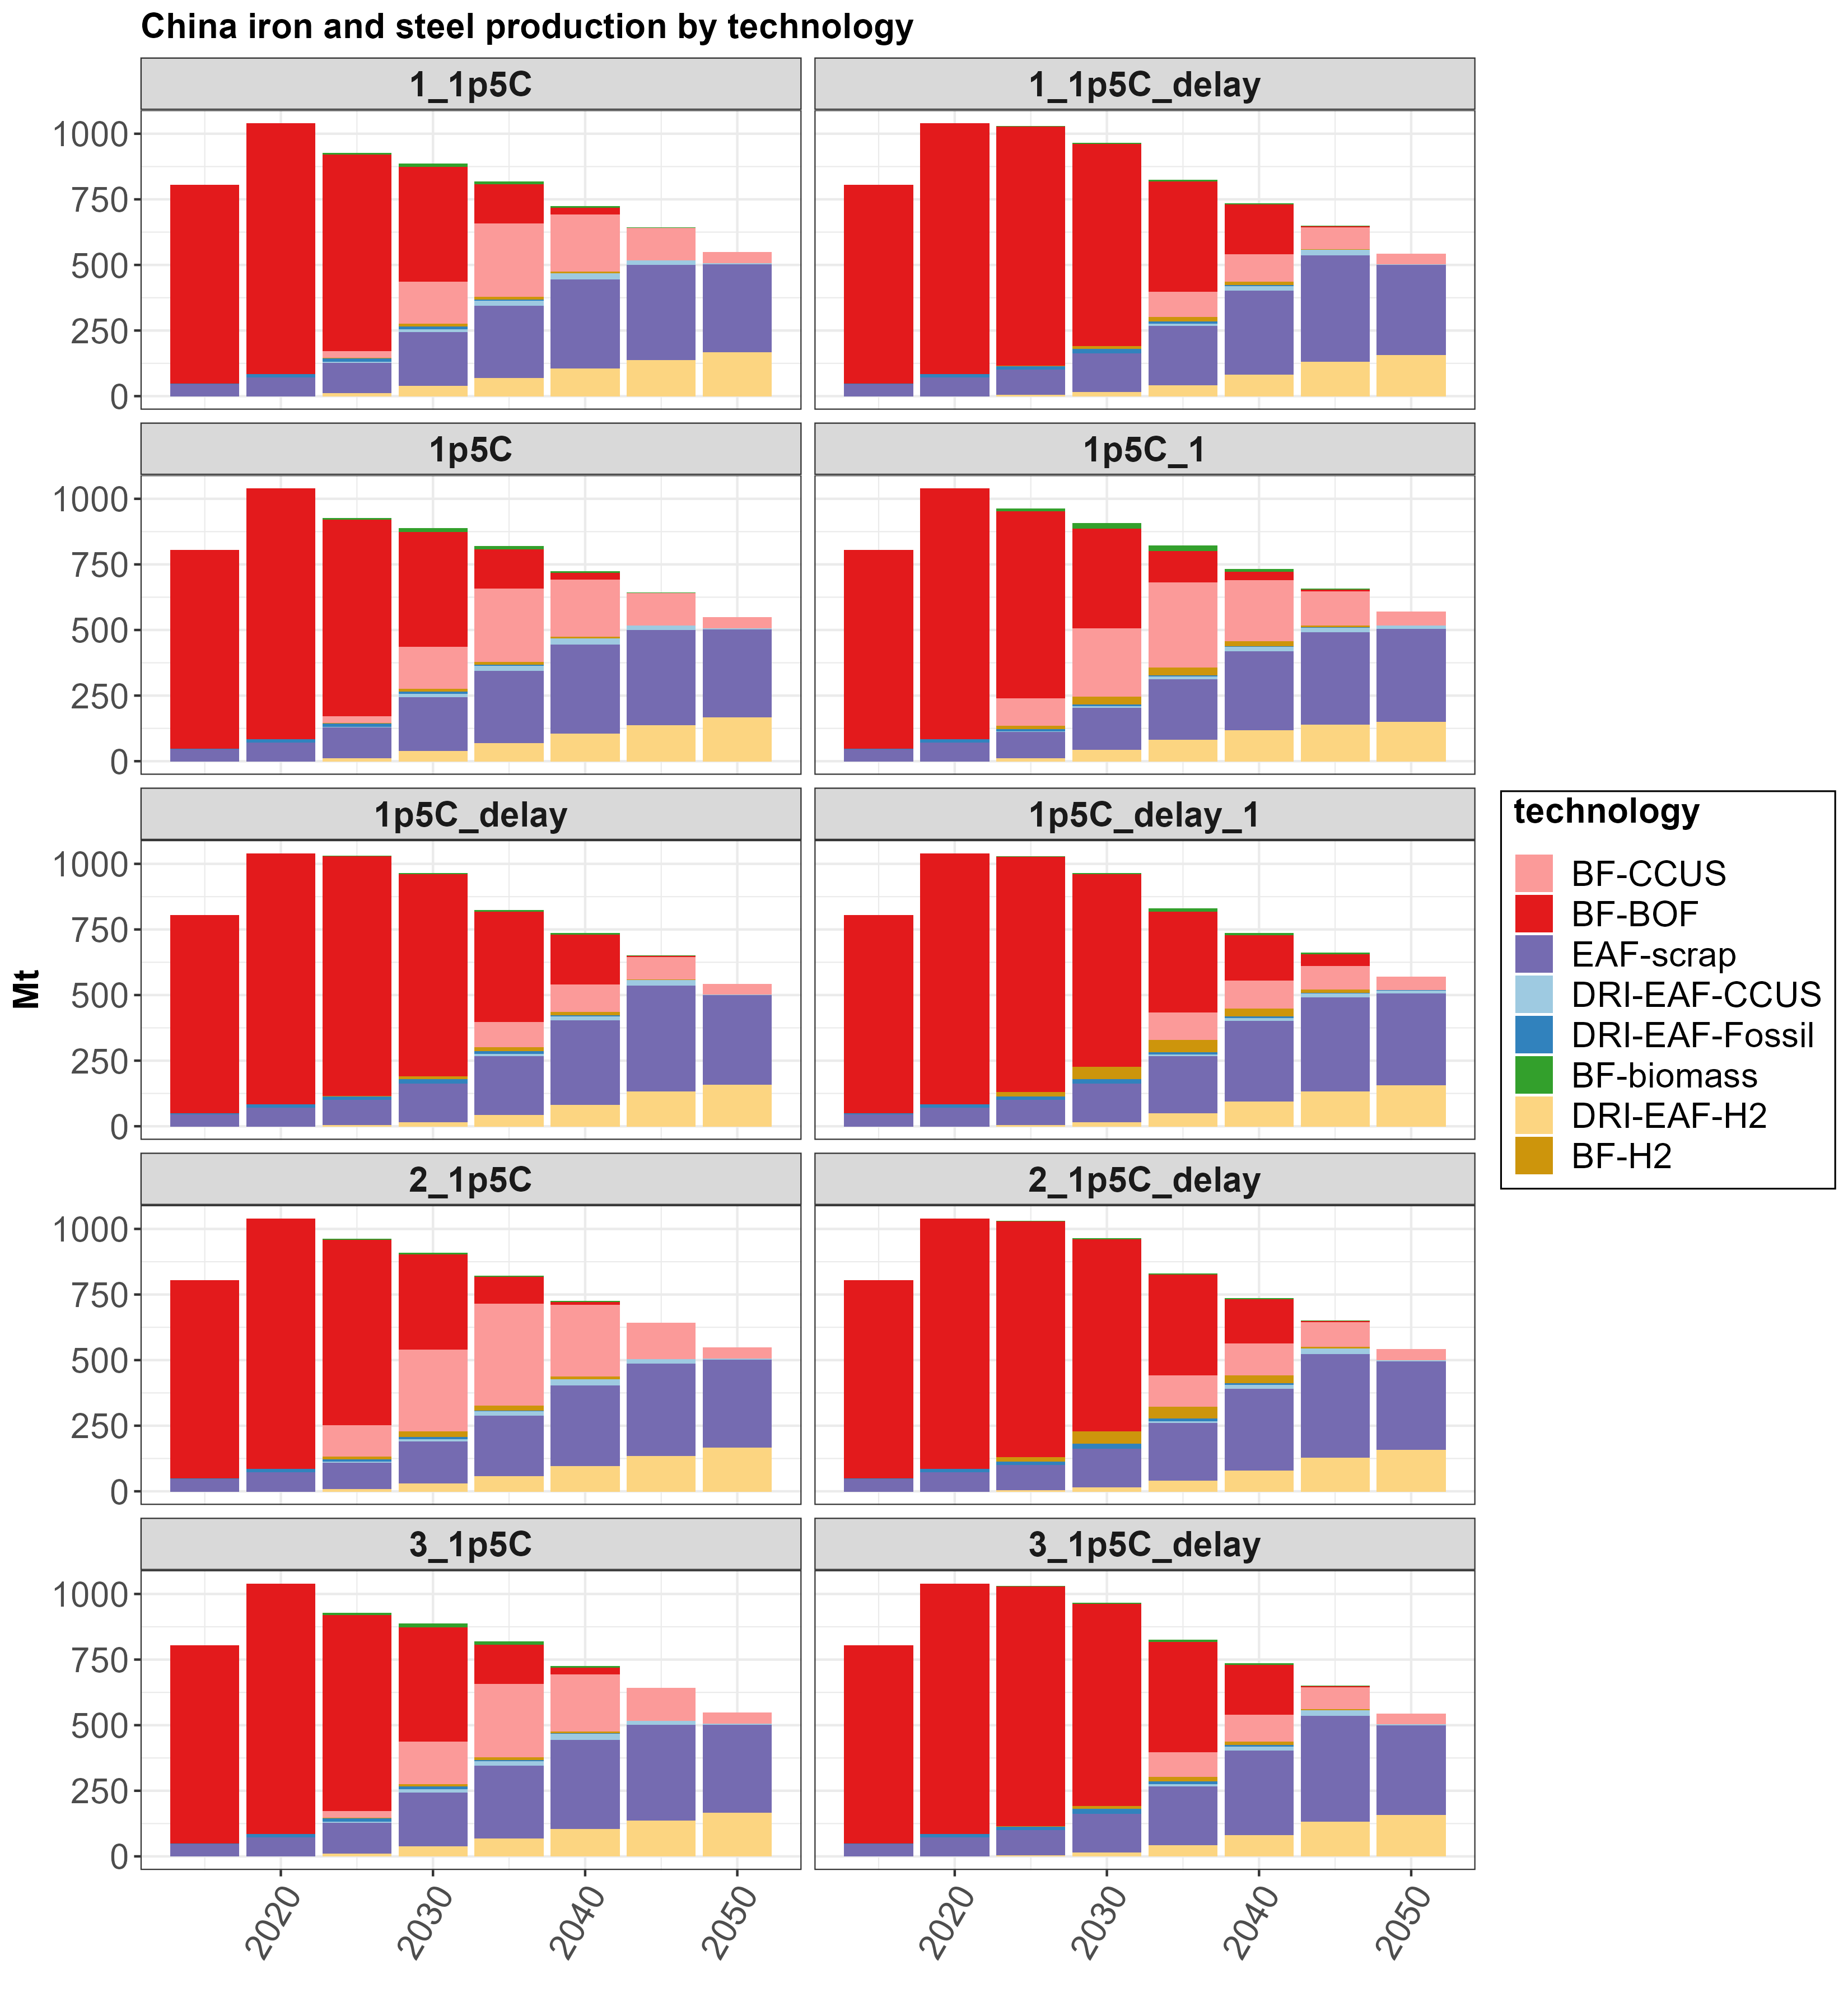 China iron and steel production by technology
1_1p5C
1_1p5C_delay
1000
750
500
250
0
1p5C
1p5C_1
1000
750
500
250
0
1p5C_delay
1p5C_delay_1
1000
750
500
250
0
2_1p5C
2_1p5C_delay
1000
750
500
250
0
3_1p5C
3_1p5C_delay
1000
750
500
250
0
2020
2030
2040
2050
2020
2030
2040
2050
Mt
technology
BF-CCUS
BF-BOF
EAF-scrap
DRI-EAF-CCUS
DRI-EAF-Fossil
BF-biomass
DRI-EAF-H2
BF-H2